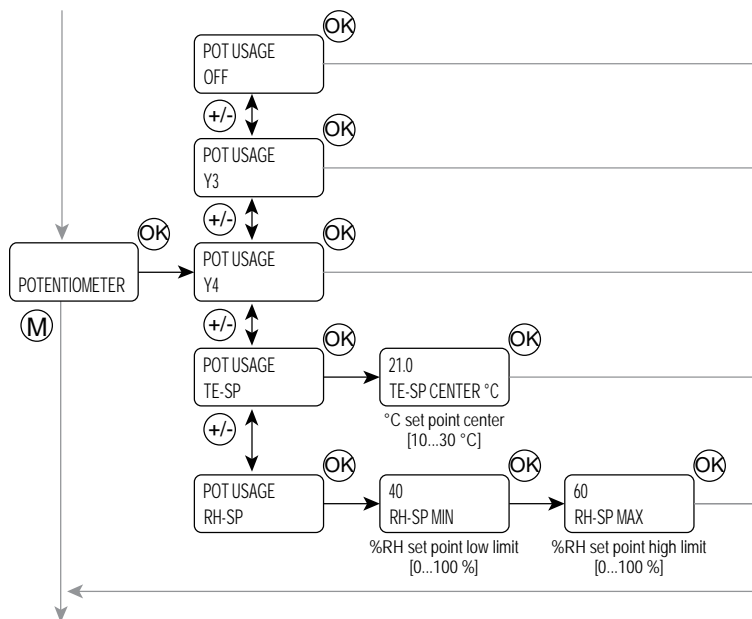 OK
POT USAGE
OFF
+/-
OK
POT USAGE
Y3
+/-
OK
OK
POTENTIOMETER
M
POT USAGE
Y4
+/-
OK
OK
POT USAGE
TE-SP
21.0
TE-SP CENTER °C
°C set point center
[10...30 °C]
+/-
OK
OK
OK
POT USAGE
RH-SP
40
RH-SP MIN
60
RH-SP MAX
%RH set point low limit
[0...100 %]
%RH set point high limit
[0...100 %]